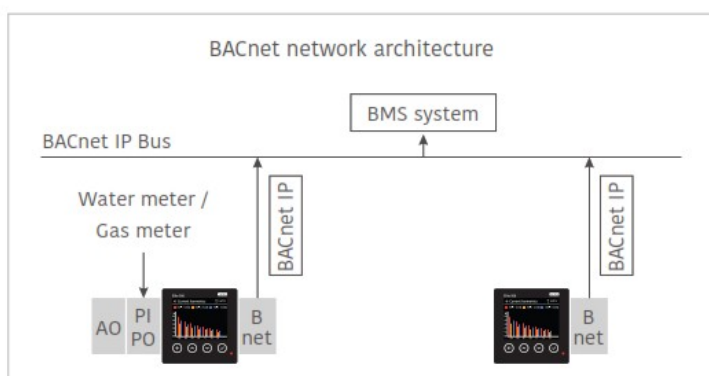 BACnet network architecture
BMS system
BACnet IP Bus
Water meter /
Gas meter
BACnet IP
BACnet IP
AO
PI
PO
B
net
B
net